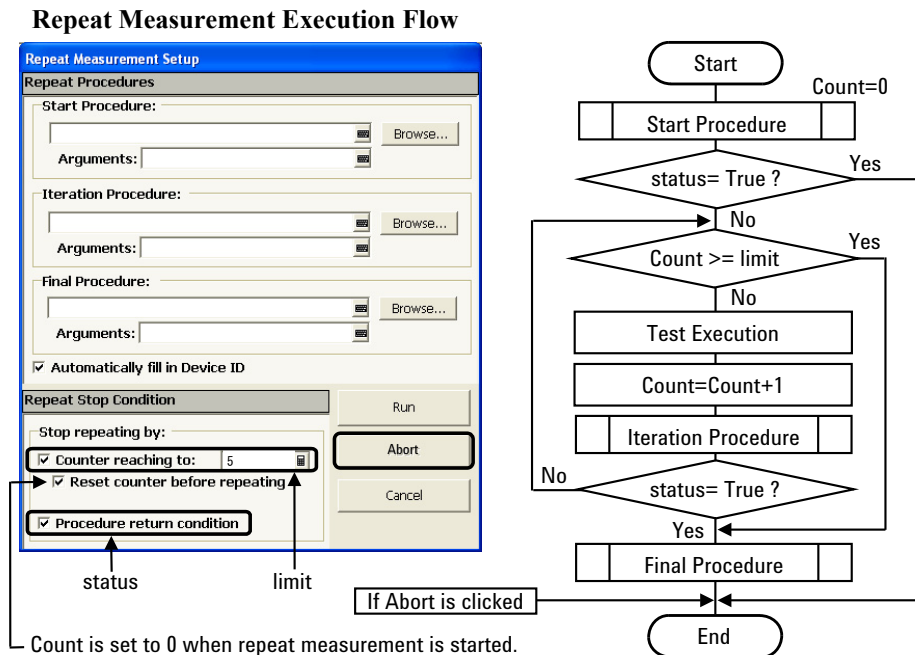 Repeat Measurement Execution Flow
Repeat Measurement Setup
Repeat Procedures
Start Procedure:
Browse...
Arguments:
Iteration Procedure:
Browse...
Arguments:
Final Procedure:
Browse...
Arguments:
Automatically fill in Device ID
Repeat Stop Condition
Stop repeating by:
Counter reaching to: 5
Reset counter before repeating
Procedure return condition
Run
Abort
Cancel
status
limit
Count is set to 0 when repeat measurement is started.
Start
Count=0
Start Procedure
status= True ?
Yes
No
Count >= limit
Yes
No
Test Execution
Count=Count+1
Iteration Procedure
status= True ?
No
Yes
Final Procedure
If Abort is clicked
End